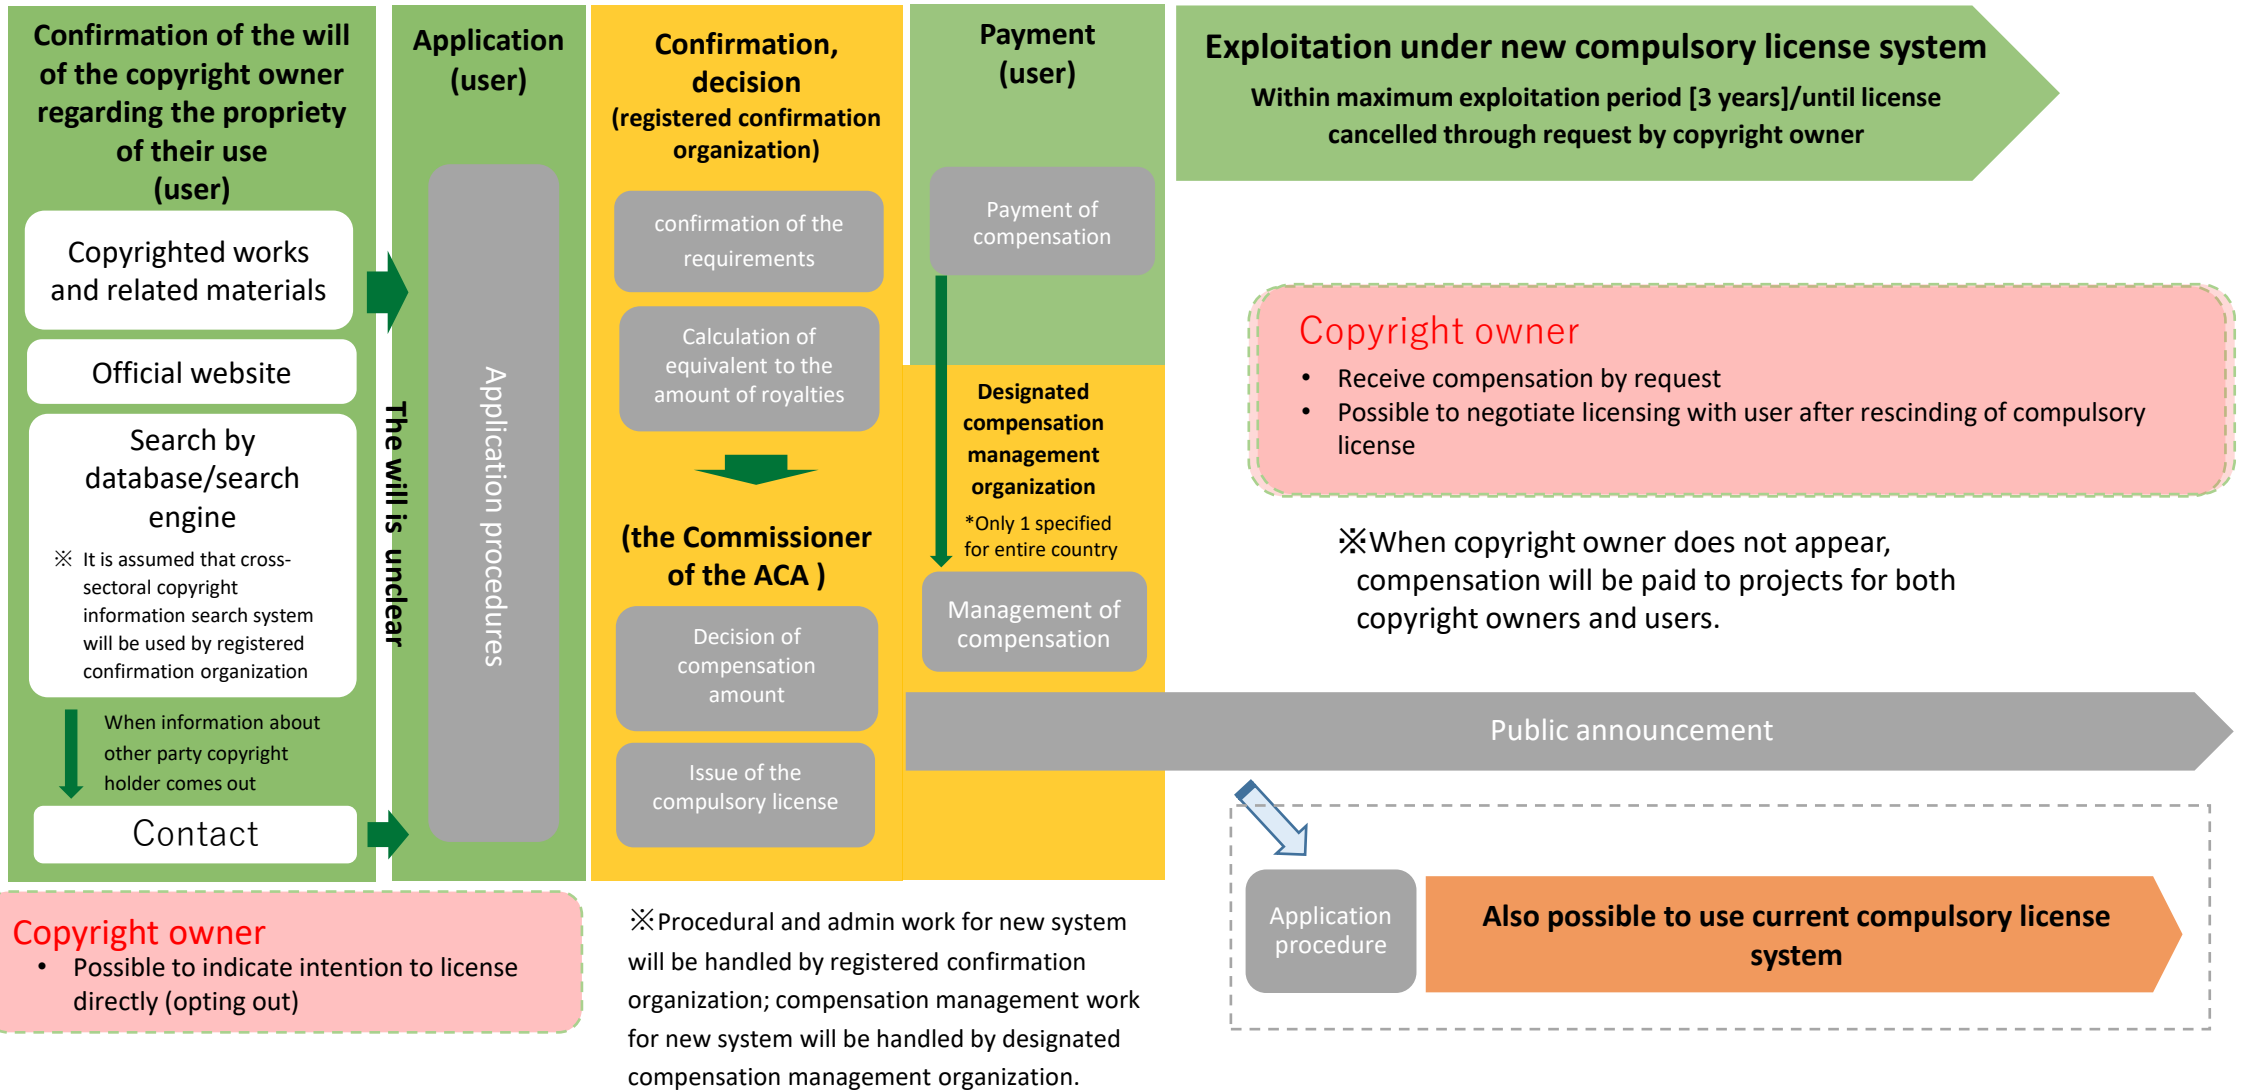 Confirmation of the will
of the copyright owner
regarding the propriety
of their use
(user)
Copyrighted works
and related materials
Official website
Search by
database/search
engine
※ It is assumed that cross-
sectoral copyright
information search system
will be used by registered
confirmation organization
When information about
other party copyright
holder comes out
Contact
The will is unclear
Application
(user)
Application procedures
Confirmation,
decision
(registered confirmation
organization)
confirmation of the
requirements
Calculation of
equivalent to the
amount of royalties
(the Commissioner
of the ACA )
Decision of
compensation
amount
Issue of the
compulsory license
Payment
(user)
Payment of
compensation
Designated
compensation
management
organization
*Only 1 specified
for entire country
Management of
compensation
Exploitation under new compulsory license system
Within maximum exploitation period [3 years]/until license
cancelled through request by copyright owner
Copyright owner
• Receive compensation by request
• Possible to negotiate licensing with user after rescinding of compulsory
license
※When copyright owner does not appear,
compensation will be paid to projects for both
copyright owners and users.
Public announcement
Application
procedure
Also possible to use current compulsory license
system
Copyright owner
• Possible to indicate intention to license
directly (opting out)
※Procedural and admin work for new system
will be handled by registered confirmation
organization; compensation management work
for new system will be handled by designated
compensation management organization.